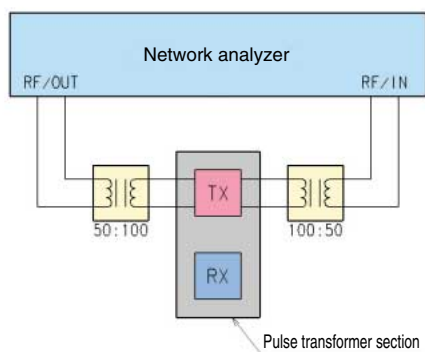 Network analyzer
RF/OUT
RF/IN
TX
50:100
100:50
RX
Pulse transformer section